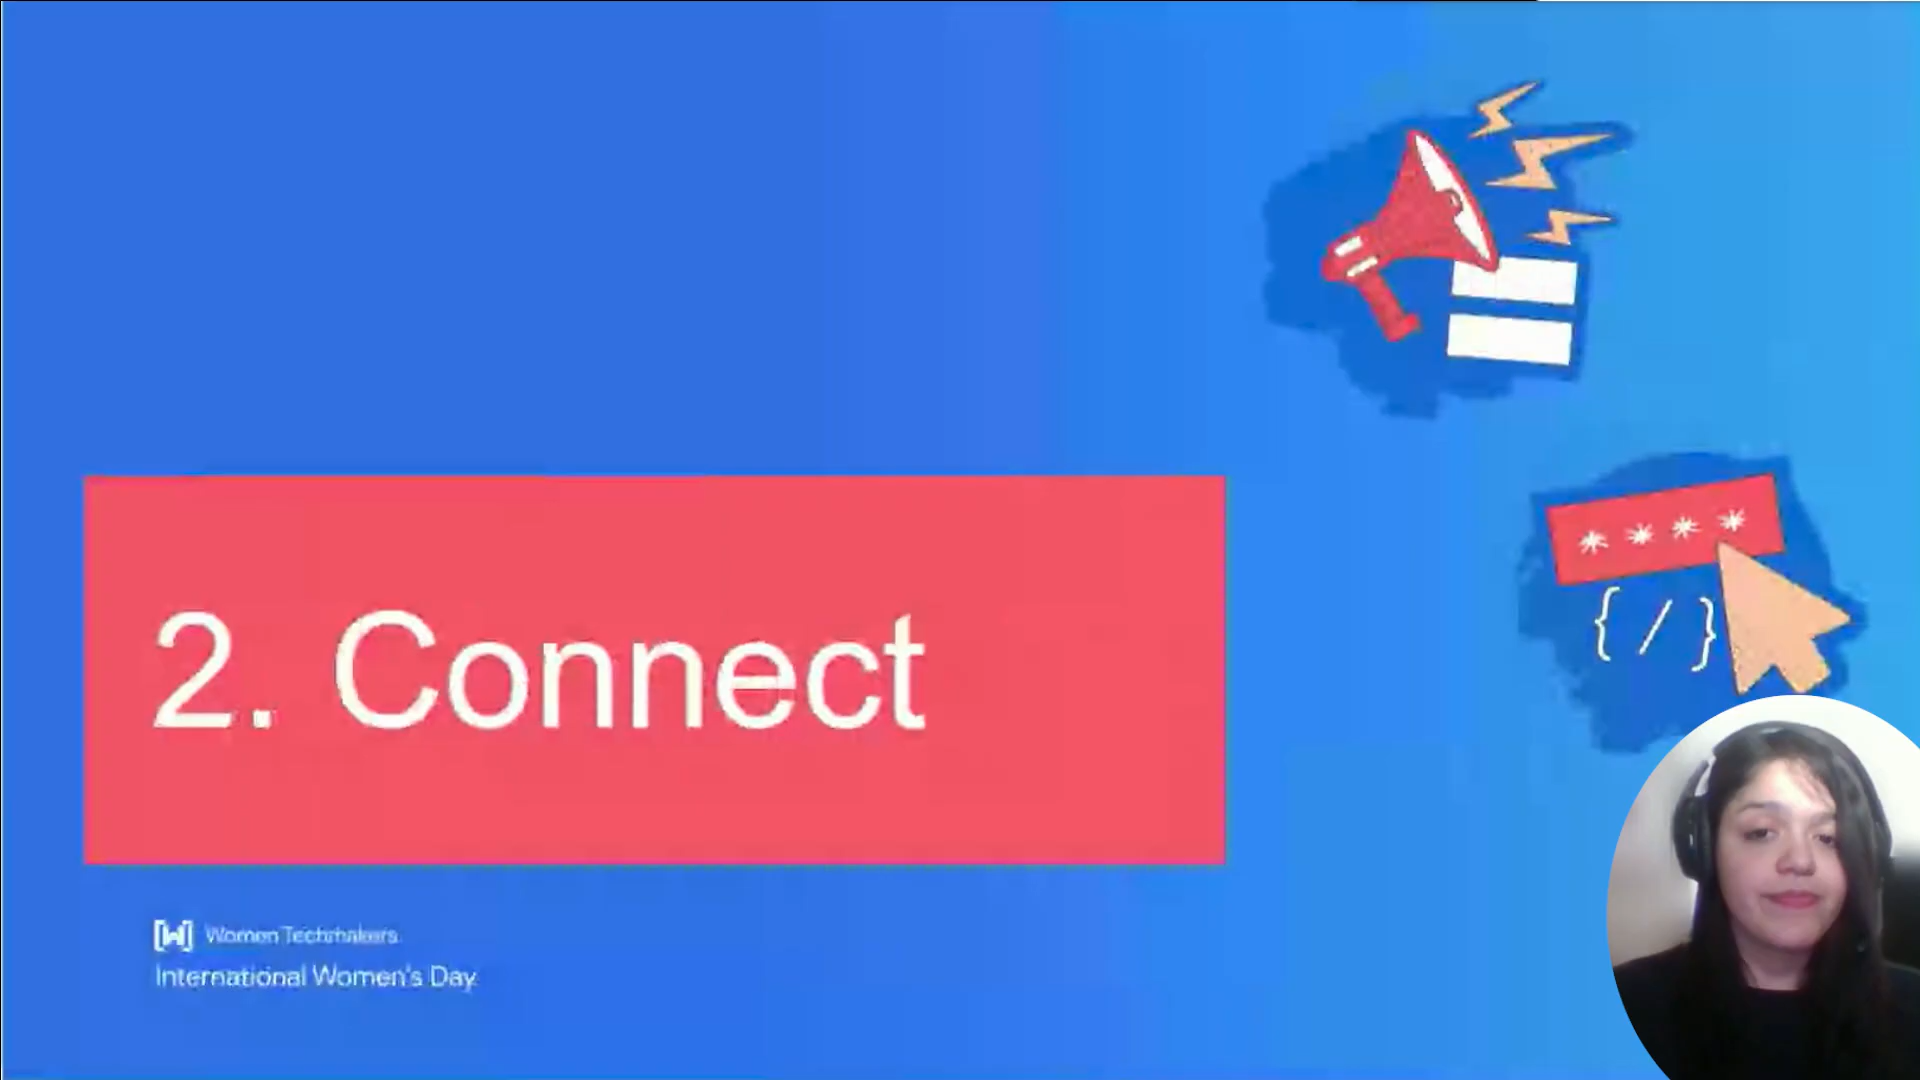 2. Connect
* * * *
{ / }
[W] Women Techmakers
International Women's Day